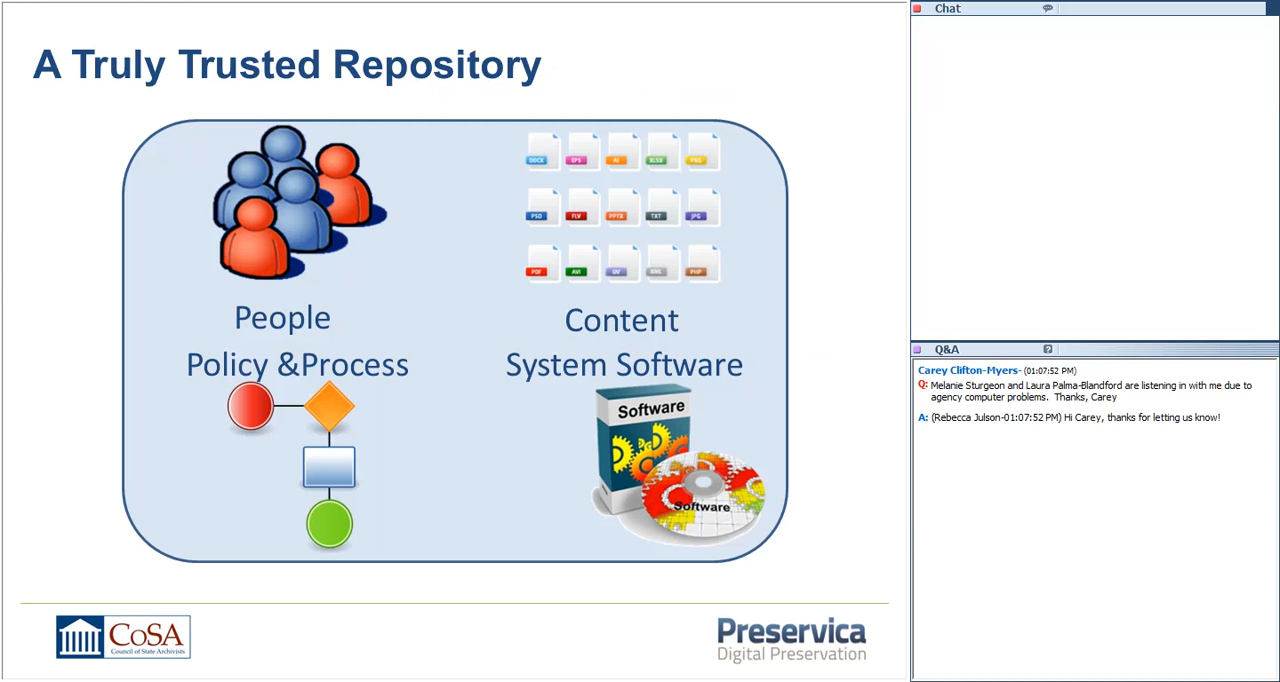 A Truly Trusted Repository
DOCX EPS AI XLSX PNG
PSD FLV PPTX TXT JPG
PDF AVI DV XML PHP
People
Content
Policy &Process
System Software
Software
Software
CoSA
Council of State Archivists
Preservica
Digital Preservation
Chat
Q&A
Carey Clifton-Myers- (01:07:52 PM)
Q: Melanie Sturgeon and Laura Palma-Blandford are listening in with me due to
agency computer problems. Thanks, Carey
A: (Rebecca Julson-01:07:52 PM) Hi Carey, thanks for letting us know!